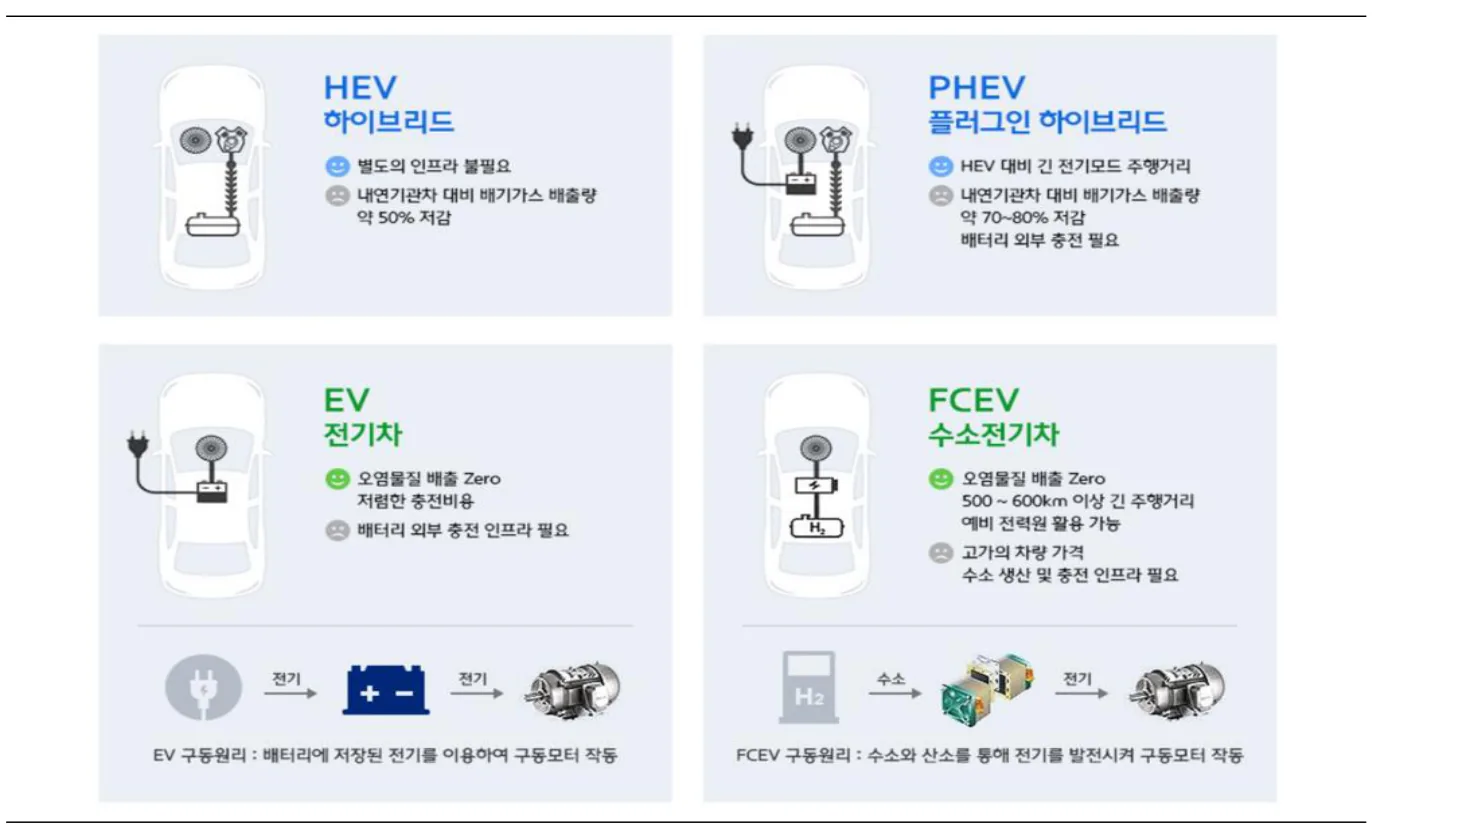 HEV
하이브리드
별도의 인프라 불필요
내연기관차 대비 배기가스 배출량
약 50% 저감
PHEV
플러그인 하이브리드
HEV 대비 긴 전기모드 주행거리
내연기관차 대비 배기가스 배출량
약 70~80% 저감
배터리 외부 충전 필요
EV
전기차
오염물질 배출 Zero
저렴한 충전비용
배터리 외부 충전 인프라 필요
전기
전기
EV 구동원리 : 배터리에 저장된 전기를 이용하여 구동모터 작동
FCEV
수소전기차
H₂
오염물질 배출 Zero
500 ~ 600km 이상 긴 주행거리
예비 전력원 활용 가능
고가의 차량 가격
수소 생산 및 충전 인프라 필요
H₂
수소
전기
FCEV 구동원리 : 수소와 산소를 통해 전기를 발전시켜 구동모터 작동